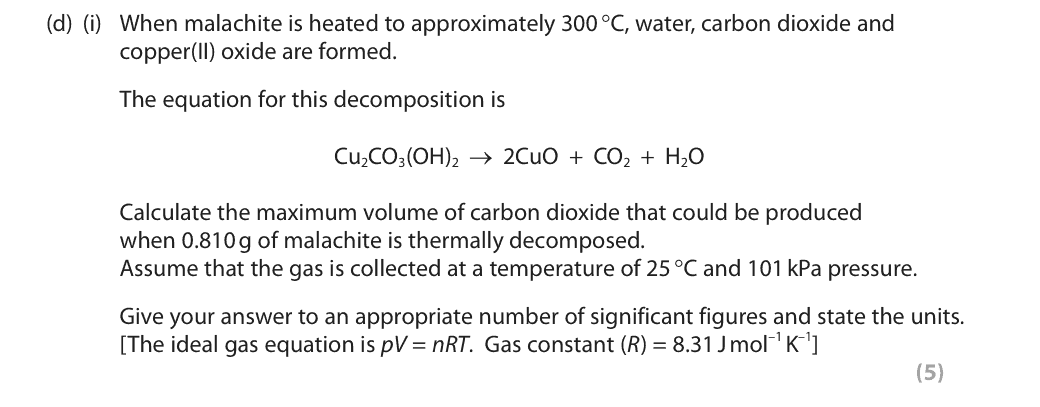 (d) (i) When malachite is heated to approximately 300 °C, water, carbon dioxide and
copper(II) oxide are formed.
The equation for this decomposition is
Cu₂CO₃(OH)₂ → 2CuO + CO₂ + H₂O
Calculate the maximum volume of carbon dioxide that could be produced
when 0.810 g of malachite is thermally decomposed.
Assume that the gas is collected at a temperature of 25 °C and 101 kPa pressure.
Give your answer to an appropriate number of significant figures and state the units.
[The ideal gas equation is pV = nRT. Gas constant (R) = 8.31 J mol⁻¹ K⁻¹]
(5)